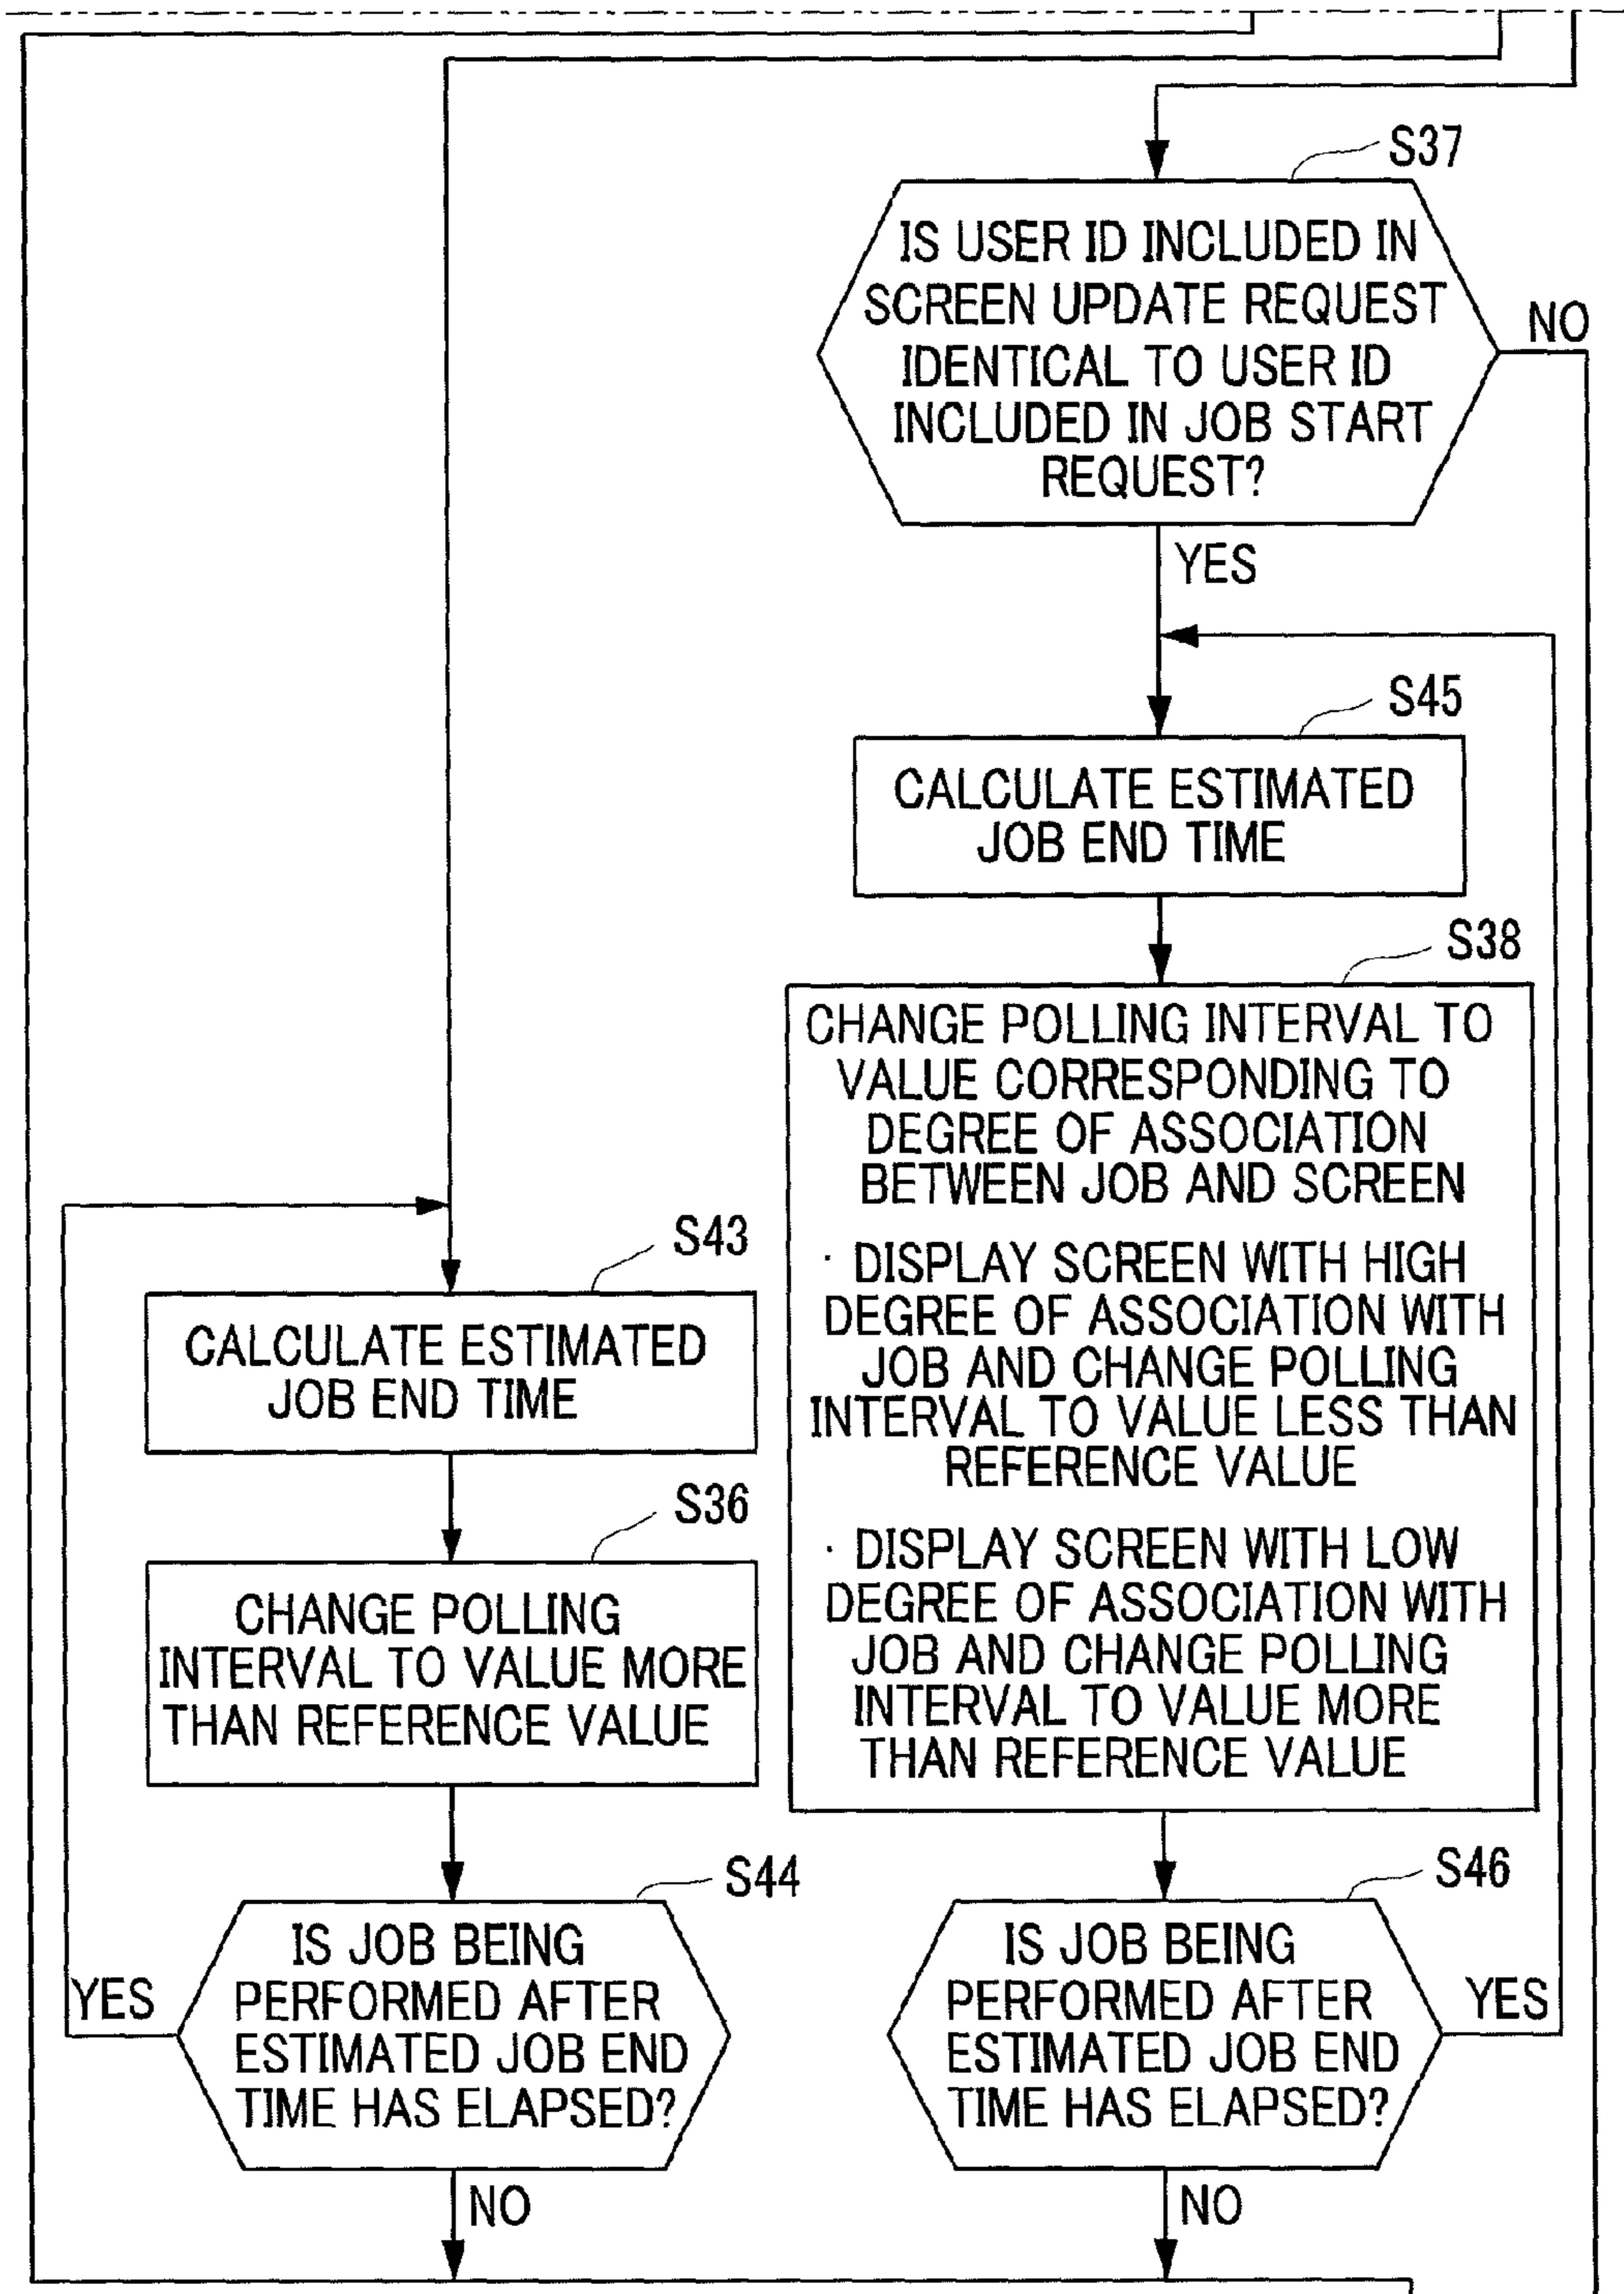 S37
IS USER ID INCLUDED IN
SCREEN UPDATE REQUEST
IDENTICAL TO USER ID
INCLUDED IN JOB START
REQUEST?
NO
YES
S45
CALCULATE ESTIMATED
JOB END TIME
S38
CHANGE POLLING INTERVAL TO
VALUE CORRESPONDING TO
DEGREE OF ASSOCIATION
BETWEEN JOB AND SCREEN
· DISPLAY SCREEN WITH HIGH
DEGREE OF ASSOCIATION WITH
JOB AND CHANGE POLLING
INTERVAL TO VALUE LESS THAN
REFERENCE VALUE
· DISPLAY SCREEN WITH LOW
DEGREE OF ASSOCIATION WITH
JOB AND CHANGE POLLING
INTERVAL TO VALUE MORE
THAN REFERENCE VALUE
S43
CALCULATE ESTIMATED
JOB END TIME
S36
CHANGE POLLING
INTERVAL TO VALUE MORE
THAN REFERENCE VALUE
S44
IS JOB BEING
PERFORMED AFTER
ESTIMATED JOB END
TIME HAS ELAPSED?
YES
NO
S46
IS JOB BEING
PERFORMED AFTER
ESTIMATED JOB END
TIME HAS ELAPSED?
YES
NO